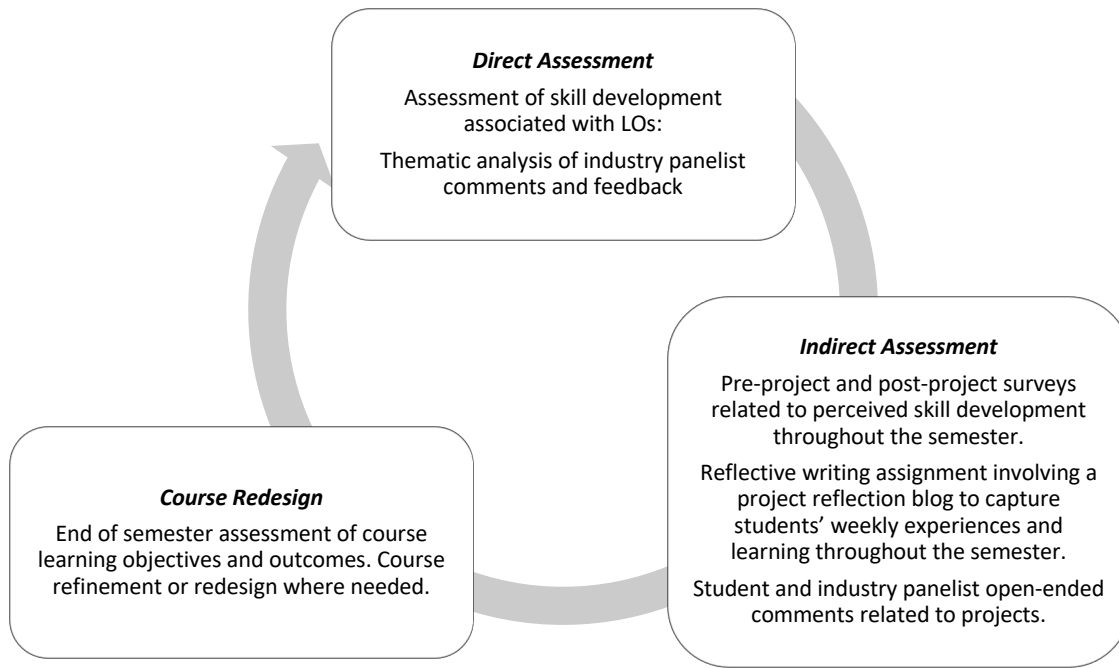 Direct Assessment
Assessment of skill development
associated with LOs:
Thematic analysis of industry panelist
comments and feedback
Indirect Assessment
Pre-project and post-project surveys
related to perceived skill development
throughout the semester.
Reflective writing assignment involving a
project reflection blog to capture
students’ weekly experiences and
learning throughout the semester.
Student and industry panelist open-ended
comments related to projects.
Course Redesign
End of semester assessment of course
learning objectives and outcomes. Course
refinement or redesign where needed.